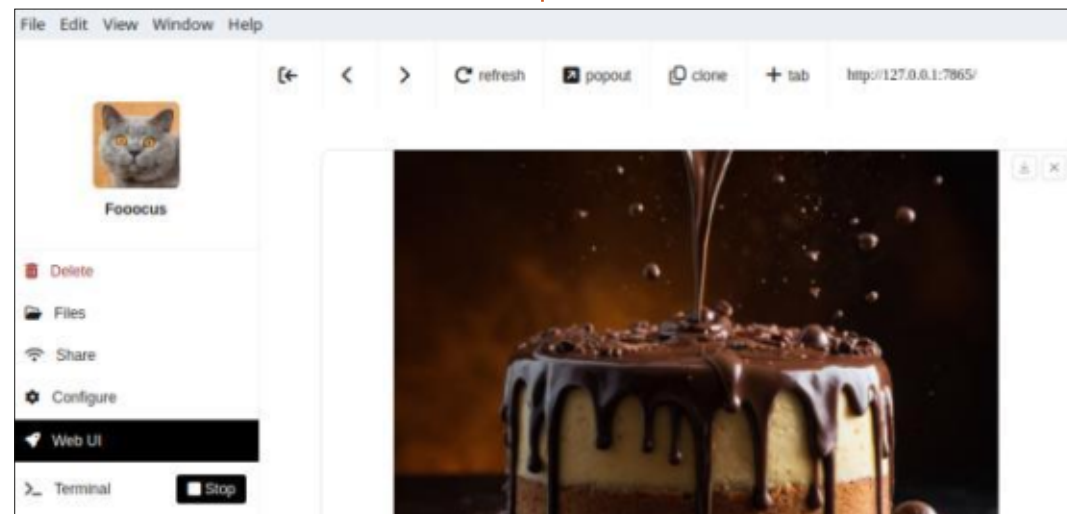 File Edit View Window Help
refresh popout clone tab http://127.0.0.1:7865/
Fooocus
Delete
Files
Share
Configure
Web UI
Terminal Stop